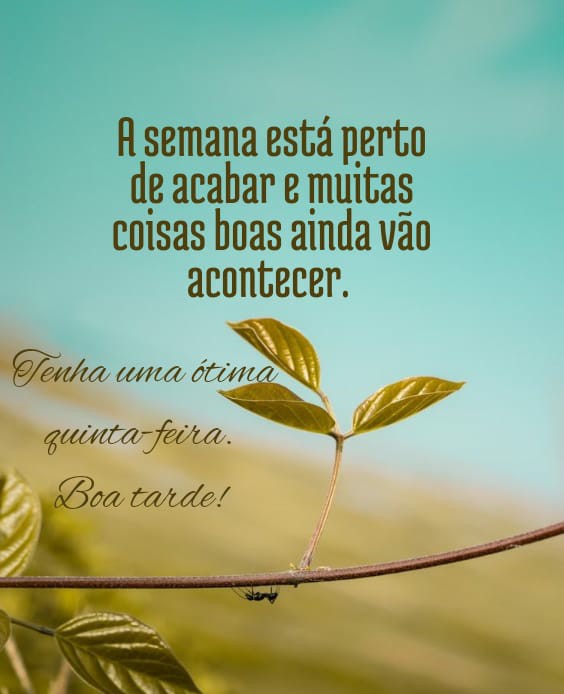 A semana está perto
de acabar e muitas
coisas boas ainda vão
acontecer.
Tenha uma ótima
quinta-feira.
Boa tarde!